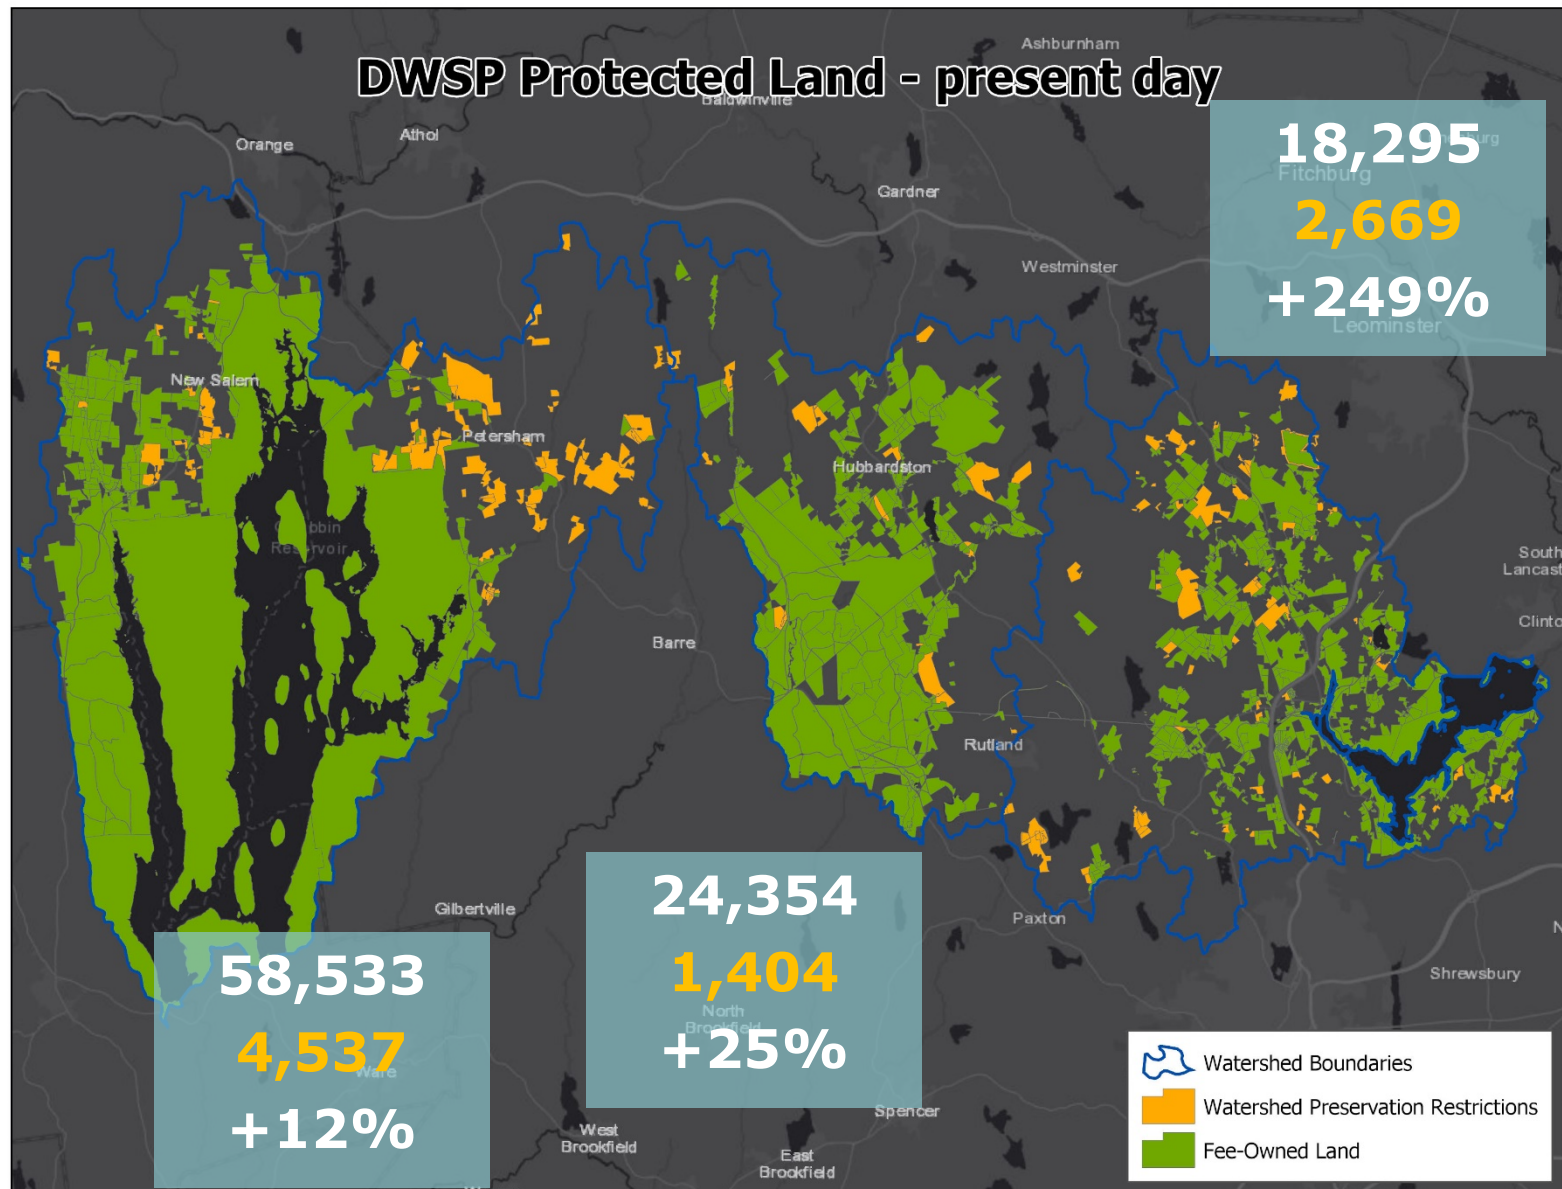 DWSP Protected Land - present day
Ashburnham
Baldwinville
Athol
Orange
18,295
Fitchburg
2,669
+249%
Leominster
Gardner
Westminster
New Salem
Petersham
Hubbardston
Reservoir
South
Clinto
Barre
Rutland
24,354
1,404
+25%
North
Brookfield
Gilbertville
Paxton
Shrewsbury
58,533
4,537
Ware
+12%
Spencer
West
Brookfield
East
Brookfield
Watershed Boundaries
Watershed Preservation Restrictions
Fee-Owned Land